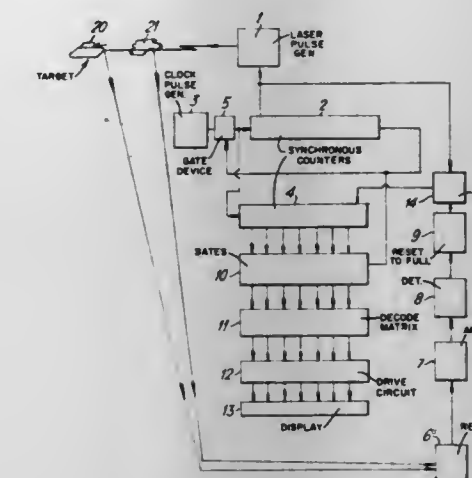 20
21
1
LASER
PULSE
GEN
TARGET
CLOCK
PULSE
GEN.
3
5
2
GATE
DEVICE
SYNCHRONOUS
COUNTERS
4
14
9
RESET
TO FULL
GATES
10
DET.
8
11
DECODE
MATRIX
7
12
DRIVE
CIRCUIT
13
DISPLAY
6